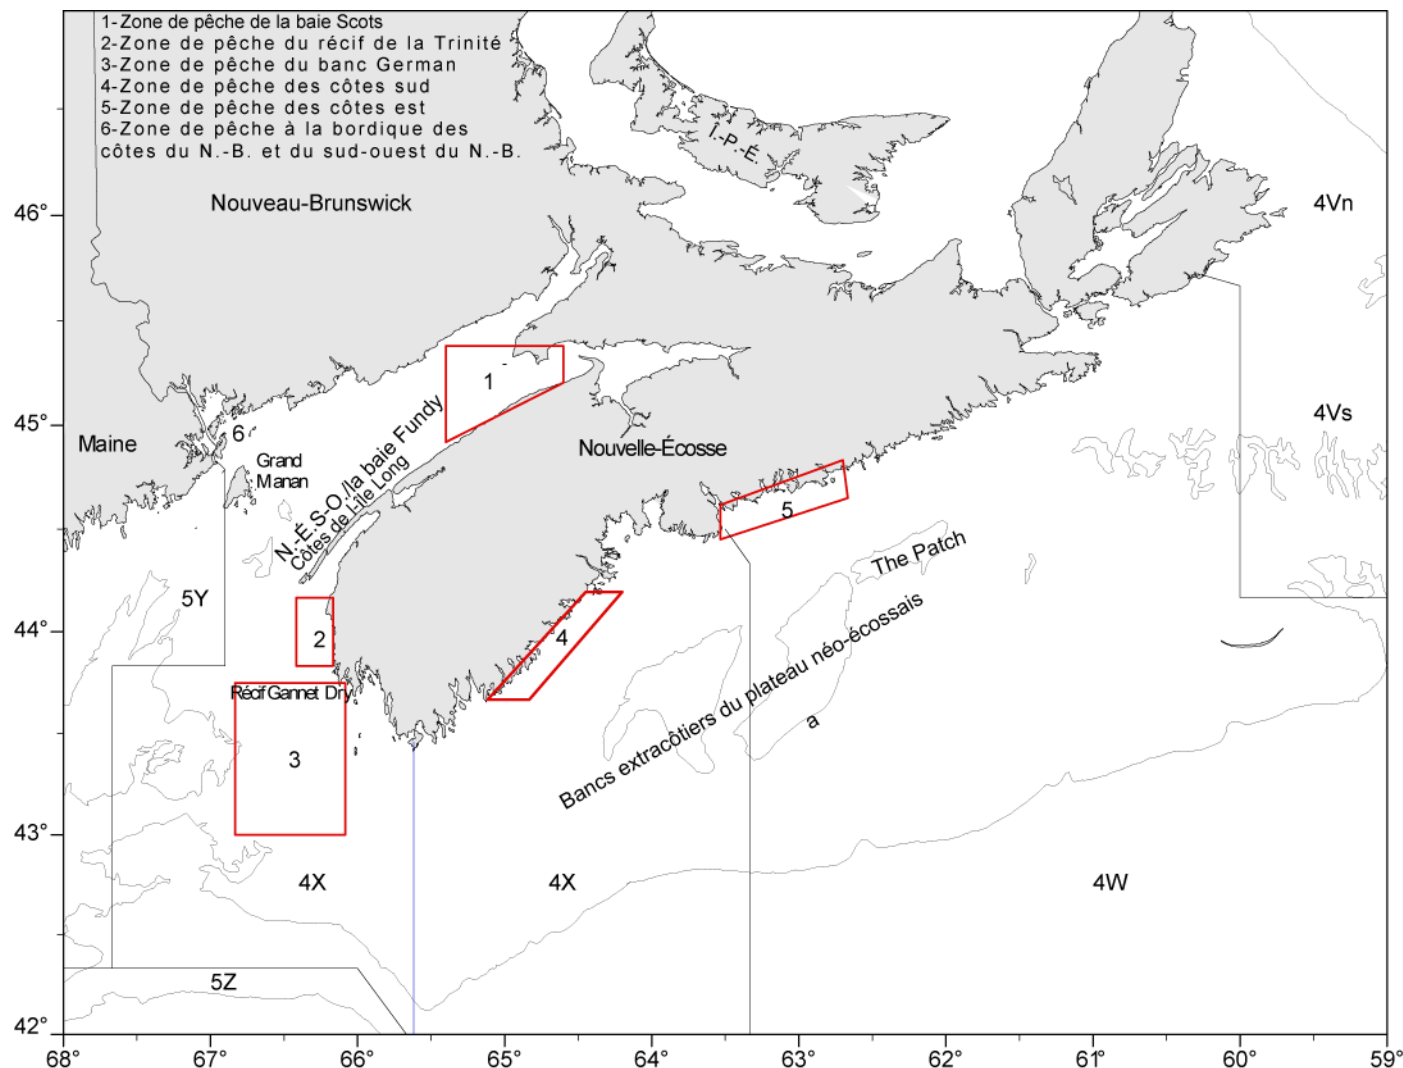 1-Zone de pêche de la baie Scots
2-Zone de pêche du récif de la Trinité
3-Zone de pêche du banc German
4-Zone de pêche des côtes sud
5-Zone de pêche des côtes est
6-Zone de pêche à la bordique des
côtes du N.-B. et du sud-ouest du N.-B.
Î.-P.-É.
Nouveau-Brunswick
46°
4Vn
1
45°
Maine
6
Grand
Manan
N.-É.S-O./la baie Fundy
Côtes de l-île Long
Nouvelle-Écosse
4Vs
5
The Patch
5Y
44°
2
4
Bancs extracôtiers du plateau néo-écossais
a
Récif Gannet Dry
3
43°
4X
4X
4W
5Z
42°
68°
67°
66°
65°
64°
63°
62°
61°
60°
59°